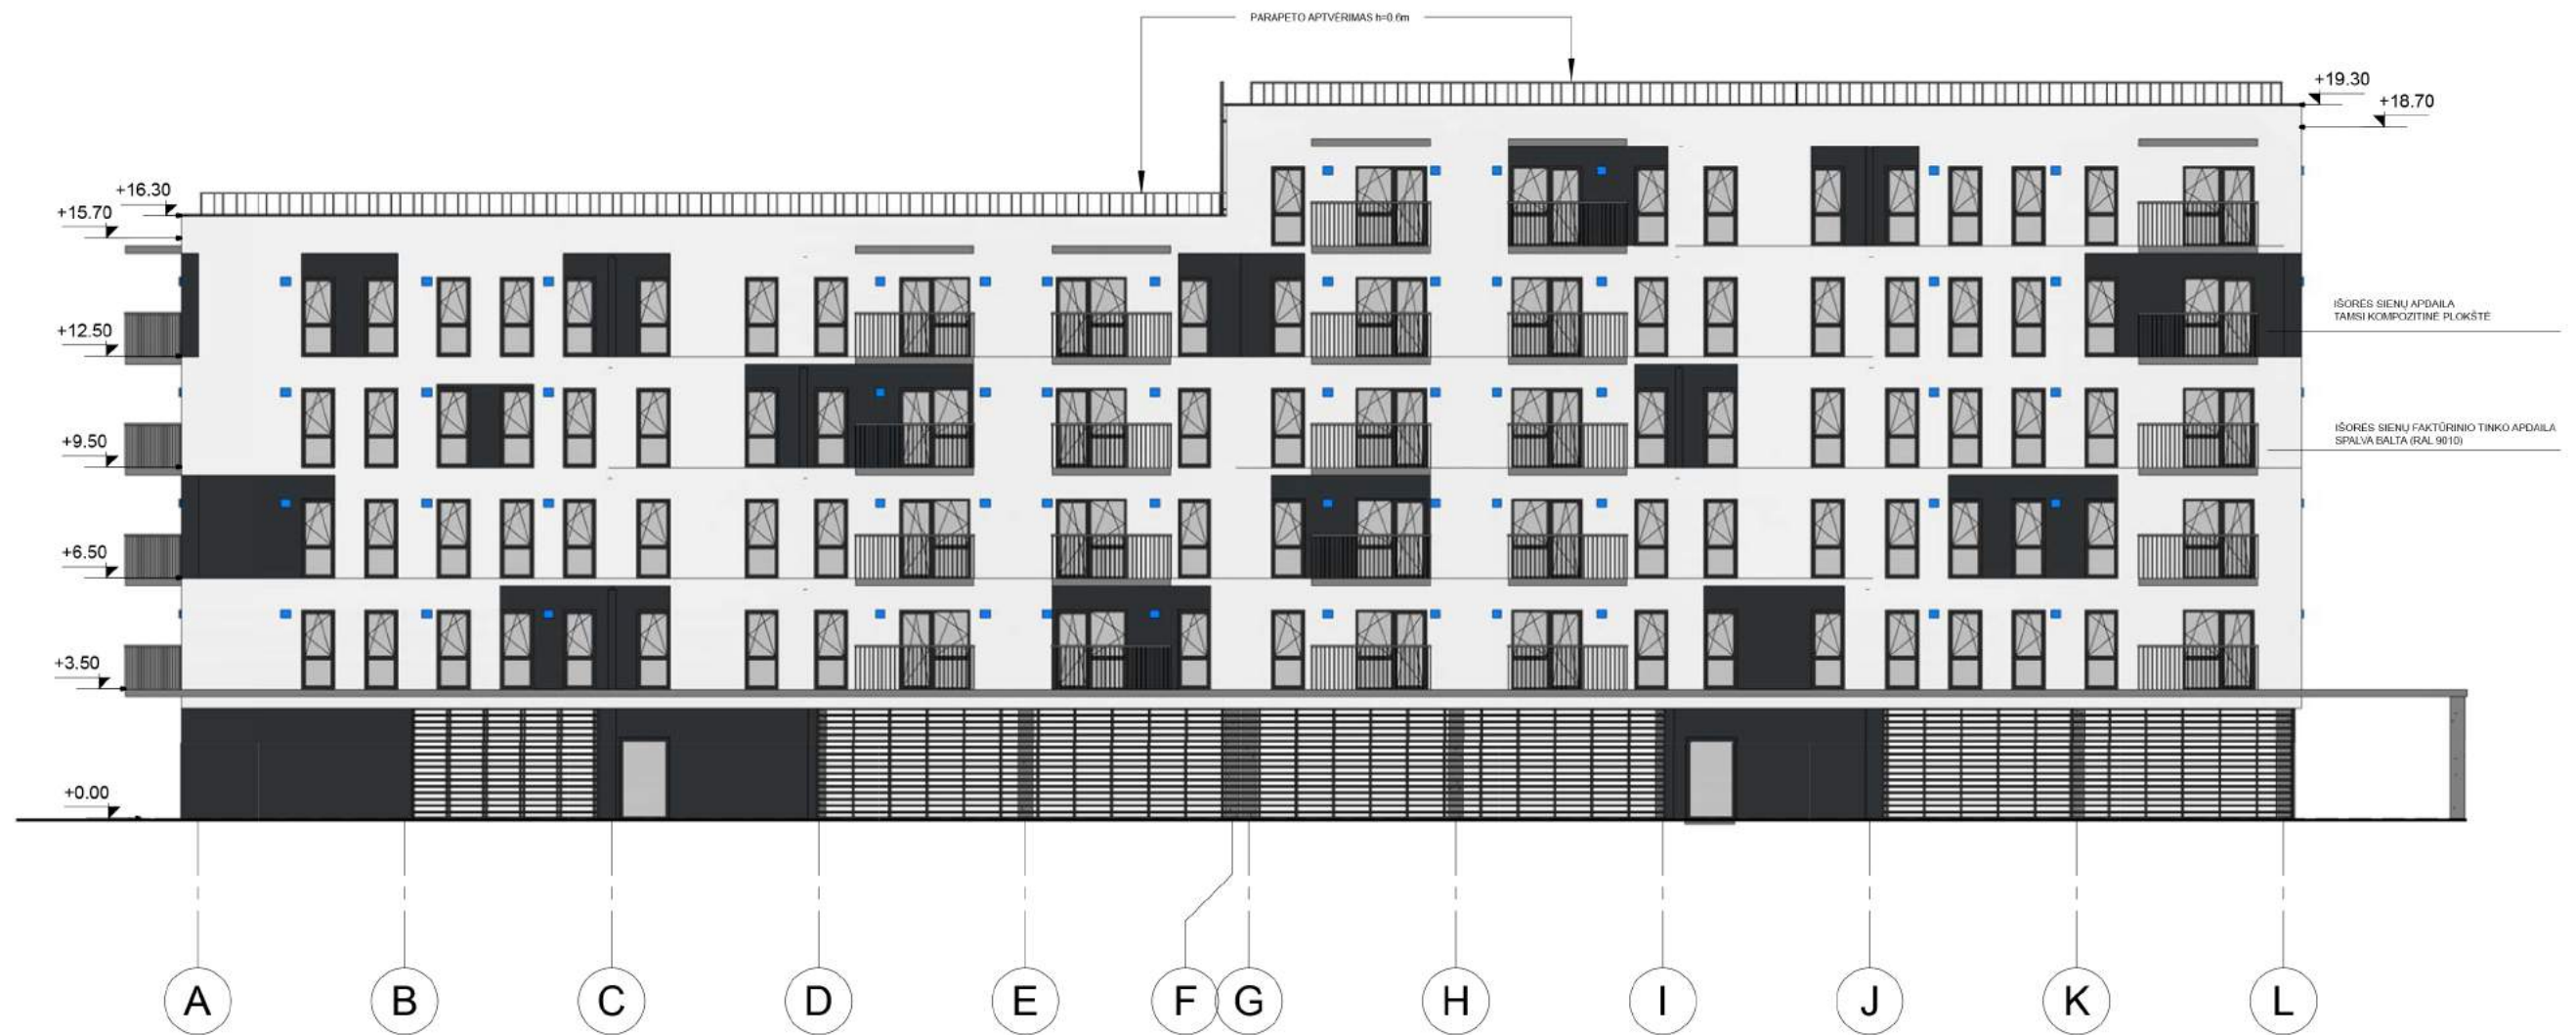 PARAPETO APTVĖRIMAS h=0.6m
+19.30
+18.70
+16.30
+15.70
IŠORĖS SIENŲ APDAILA
TAMSI KOMPOZITINĖ PLOKŠTĖ
+12.50
IŠORĖS SIENŲ FAKTŪRINIO TINKO APDAILA
SPALVA BALTA (RAL 9010)
+9.50
+6.50
+3.50
+0.00
A B C D E F G H I J K L